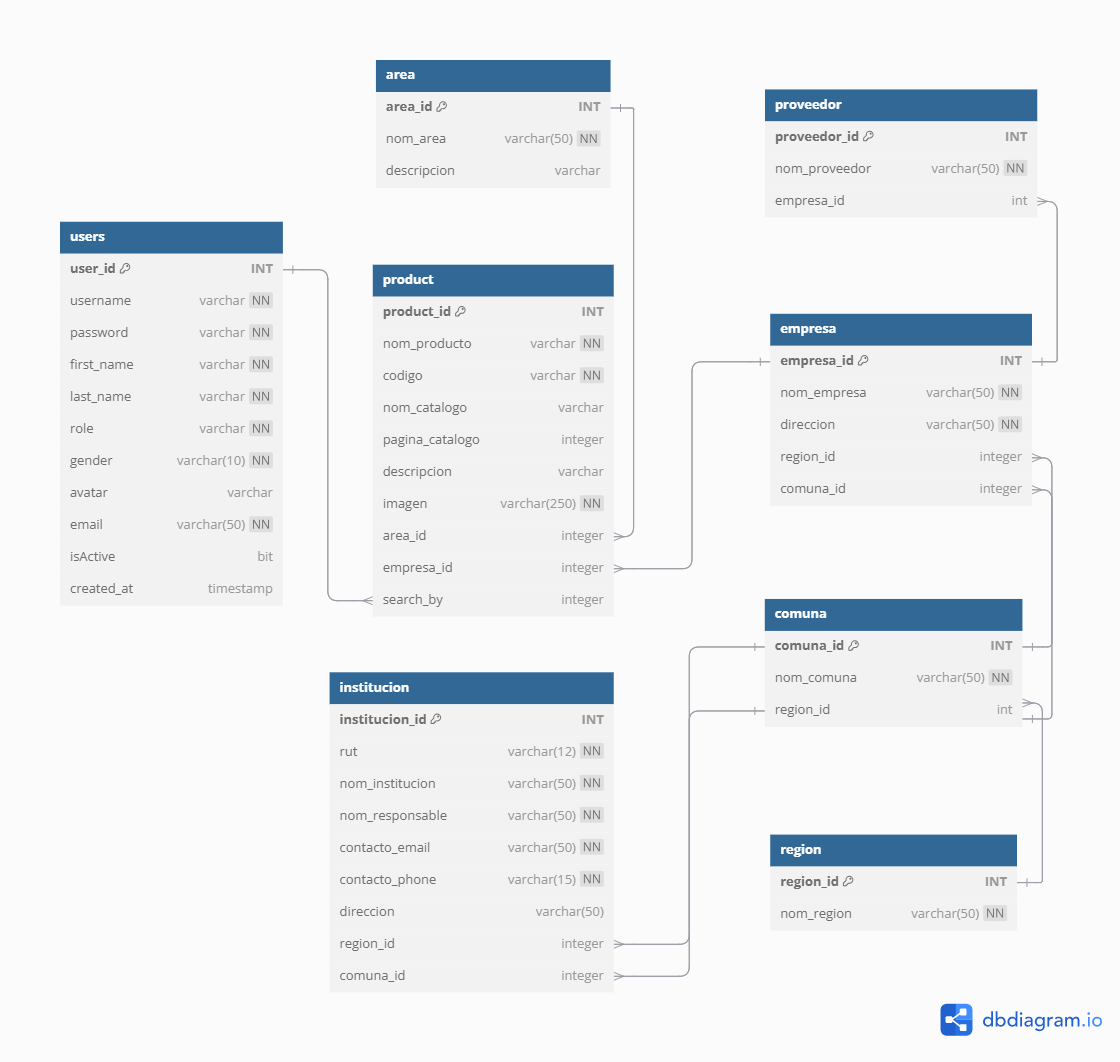 area
area_id INT
nom_area varchar(50) NN
descripcion varchar
proveedor
proveedor_id INT
nom_proveedor varchar(50) NN
empresa_id int
users
user_id INT
username varchar NN
password varchar NN
first_name varchar NN
last_name varchar NN
role varchar NN
gender varchar(10) NN
avatar varchar
email varchar(50) NN
isActive bit
created_at timestamp
product
product_id INT
nom_producto varchar NN
codigo varchar NN
nom_catalogo varchar
pagina_catalogo integer
descripcion varchar
imagen varchar(250) NN
area_id integer
empresa_id integer
search_by integer
empresa
empresa_id INT
nom_empresa varchar(50) NN
direccion varchar(50) NN
region_id integer
comuna_id integer
comuna
comuna_id INT
nom_comuna varchar(50) NN
region_id int
institucion
institucion_id INT
rut varchar(12) NN
nom_institucion varchar(50) NN
nom_responsable varchar(50) NN
contacto_email varchar(50) NN
contacto_phone varchar(15) NN
direccion varchar(50)
region_id integer
comuna_id integer
region
region_id INT
nom_region varchar(50) NN
dbdiagram.io